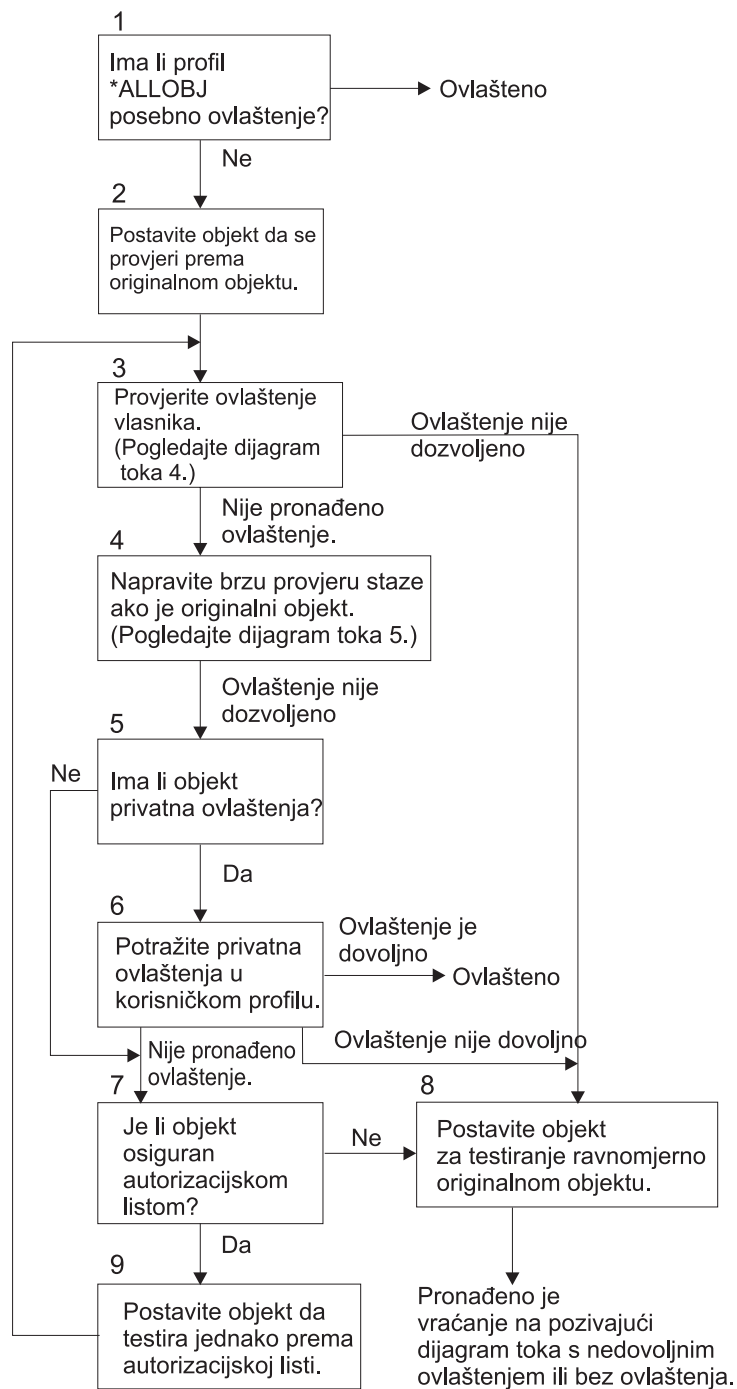 1
Ima li profil
*ALLOBJ
posebno ovlaštenje?
Ovlašteno
Ne
2
Postavite objekt da se
provjeri prema
originalnom objektu.
3
Provjerite ovlaštenje
vlasnika.
(Pogledajte dijagram
toka 4.)
Ovlaštenje nije
dozvoljeno
Nije pronađeno
ovlaštenje.
4
Napravite brzu provjeru staze
ako je originalni objekt.
(Pogledajte dijagram toka 5.)
Ovlaštenje nije
dozvoljeno
5
Ne
Ima li objekt
privatna ovlaštenja?
Da
6
Potražite privatna
ovlaštenja u
korisničkom profilu.
Ovlaštenje je
dovoljno
Ovlašteno
Ovlaštenje nije dovoljno
Nije pronađeno
ovlaštenje.
7
Je li objekt
osiguran
autorizacijskom
listom?
Ne
8
Postavite objekt
za testiranje ravnomjerno
originalnom objektu.
Da
9
Postavite objekt da
testira jednako prema
autorizacijskoj listi.
Pronađeno je
vraćanje na pozivajući
dijagram toka s nedovoljnim
ovlaštenjem ili bez ovlaštenja.